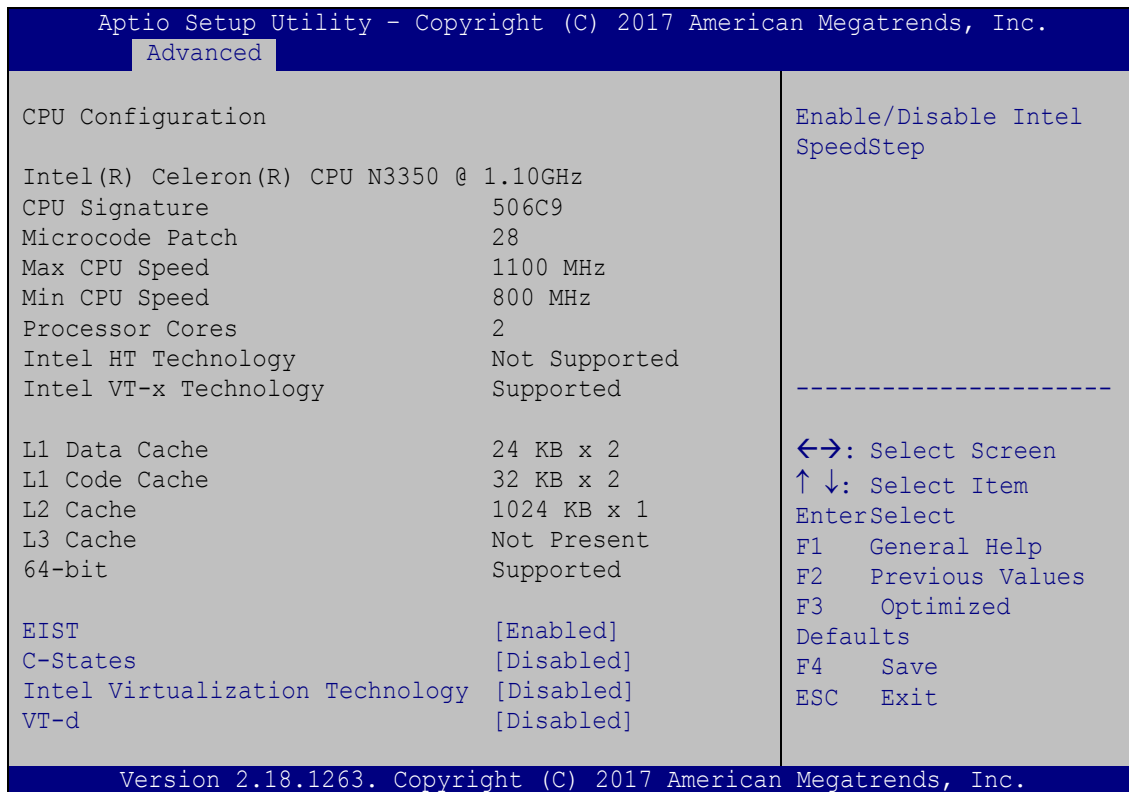 Aptio Setup Utility – Copyright (C) 2017 American Megatrends, Inc.
Advanced
CPU Configuration
Intel(R) Celeron(R) CPU N3350 @ 1.10GHz
CPU Signature 506C9
Microcode Patch 28
Max CPU Speed 1100 MHz
Min CPU Speed 800 MHz
Processor Cores 2
Intel HT Technology Not Supported
Intel VT-x Technology Supported
L1 Data Cache 24 KB x 2
L1 Code Cache 32 KB x 2
L2 Cache 1024 KB x 1
L3 Cache Not Present
64-bit Supported
EIST [Enabled]
C-States [Disabled]
Intel Virtualization Technology [Disabled]
VT-d [Disabled]
Enable/Disable Intel
SpeedStep
----------------------
←→: Select Screen
↑ ↓: Select Item
EnterSelect
F1 General Help
F2 Previous Values
F3 Optimized
Defaults
F4 Save
ESC Exit
Version 2.18.1263. Copyright (C) 2017 American Megatrends, Inc.